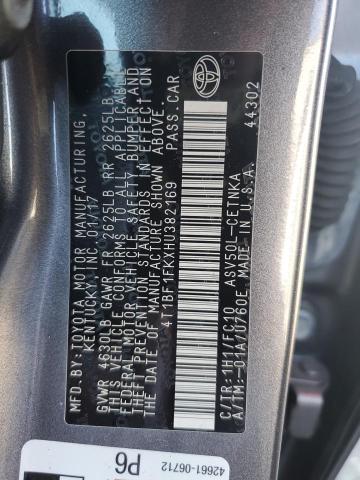 MFD.BY:TOYOTA MOTOR MANUFACTURING,
KENTUCKY, INC. 01/17
GVWR 4630LB GAWR FR 2625LB RR 2625LB
THIS VEHICLE CONFORMS TO ALL APPLICABLE
FEDERAL MOTOR VEHICLE SAFETY, BUMPER, AND
THEFT PREVENTION STANDARDS IN EFFECT ON
THE DATE OF MANUFACTURE SHOWN ABOVE.
4T1BF1FKXHU382169 PASS.CAR
C/TR: 1H1/FC10 ASV50L-CETNKA
A/TM:-01A/U760E MADE IN U.S.A.
44302
42661-06712
P6